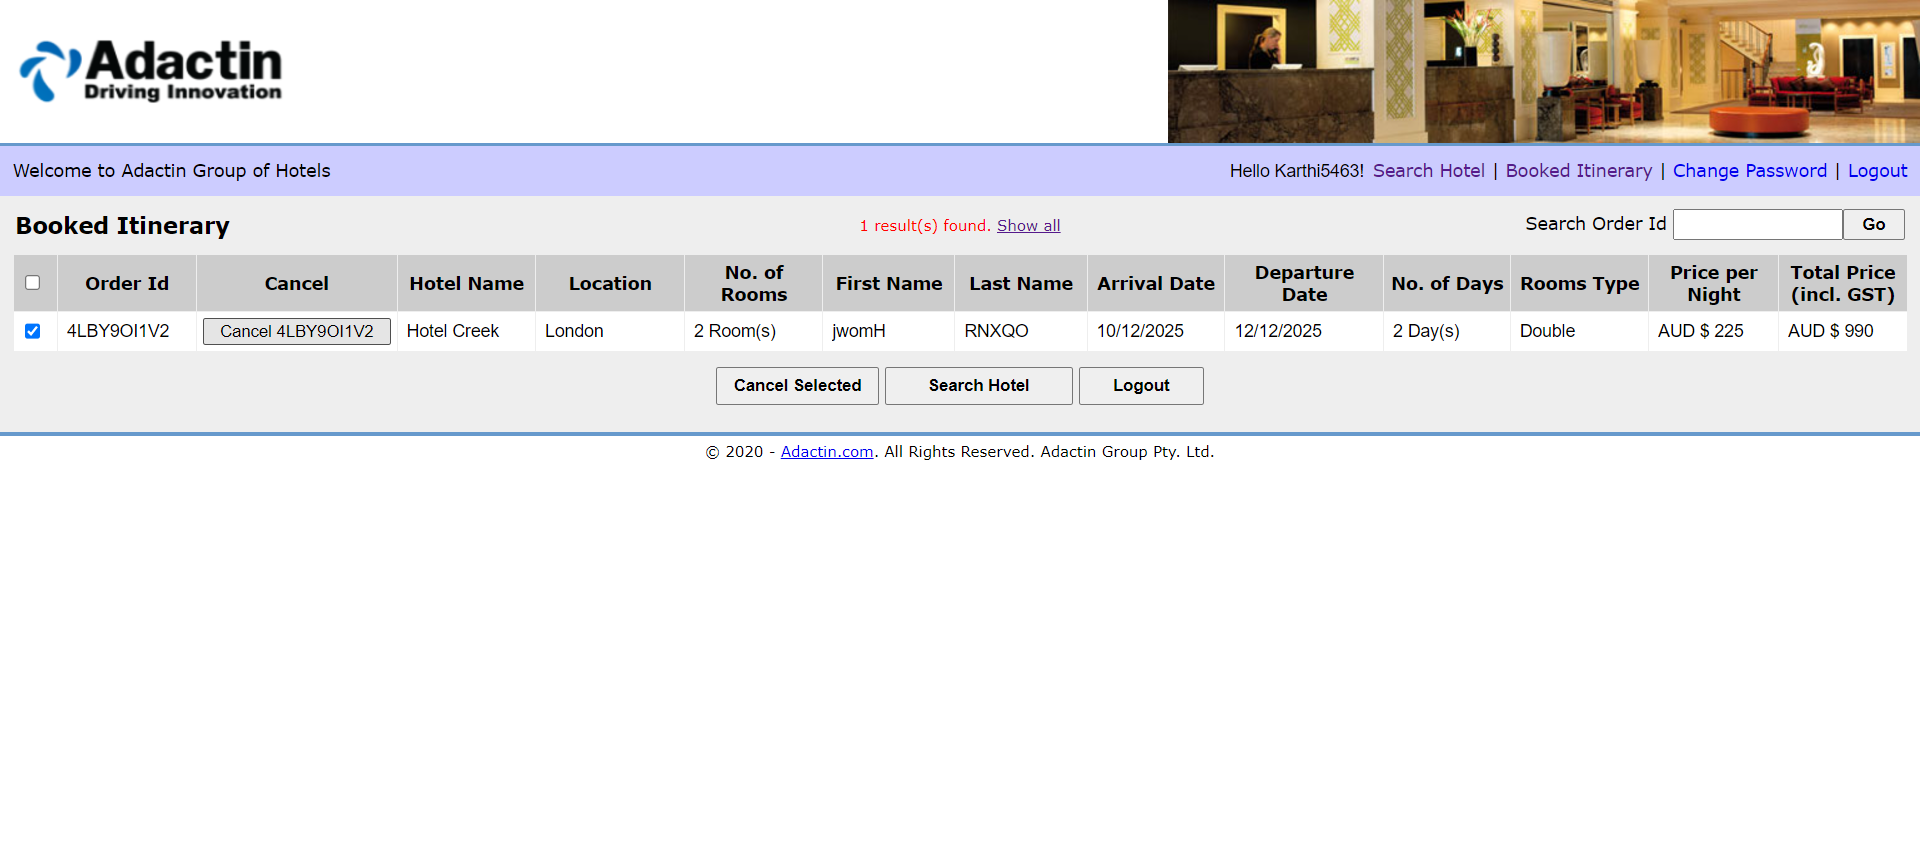 Adactin
Driving Innovation
Welcome to Adactin Group of Hotels
Hello Karthi5463! Search Hotel | Booked Itinerary | Change Password | Logout
Booked Itinerary
1 result(s) found. Show all
Search Order Id Go
Order Id Cancel Hotel Name Location No. of Rooms First Name Last Name Arrival Date Departure Date No. of Days Rooms Type Price per Night Total Price (incl. GST)
4LBY9OI1V2 Cancel 4LBY9OI1V2 Hotel Creek London 2 Room(s) jwomH RNXQO 10/12/2025 12/12/2025 2 Day(s) Double AUD $ 225 AUD $ 990
Cancel Selected Search Hotel Logout
© 2020 - Adactin.com. All Rights Reserved. Adactin Group Pty. Ltd.